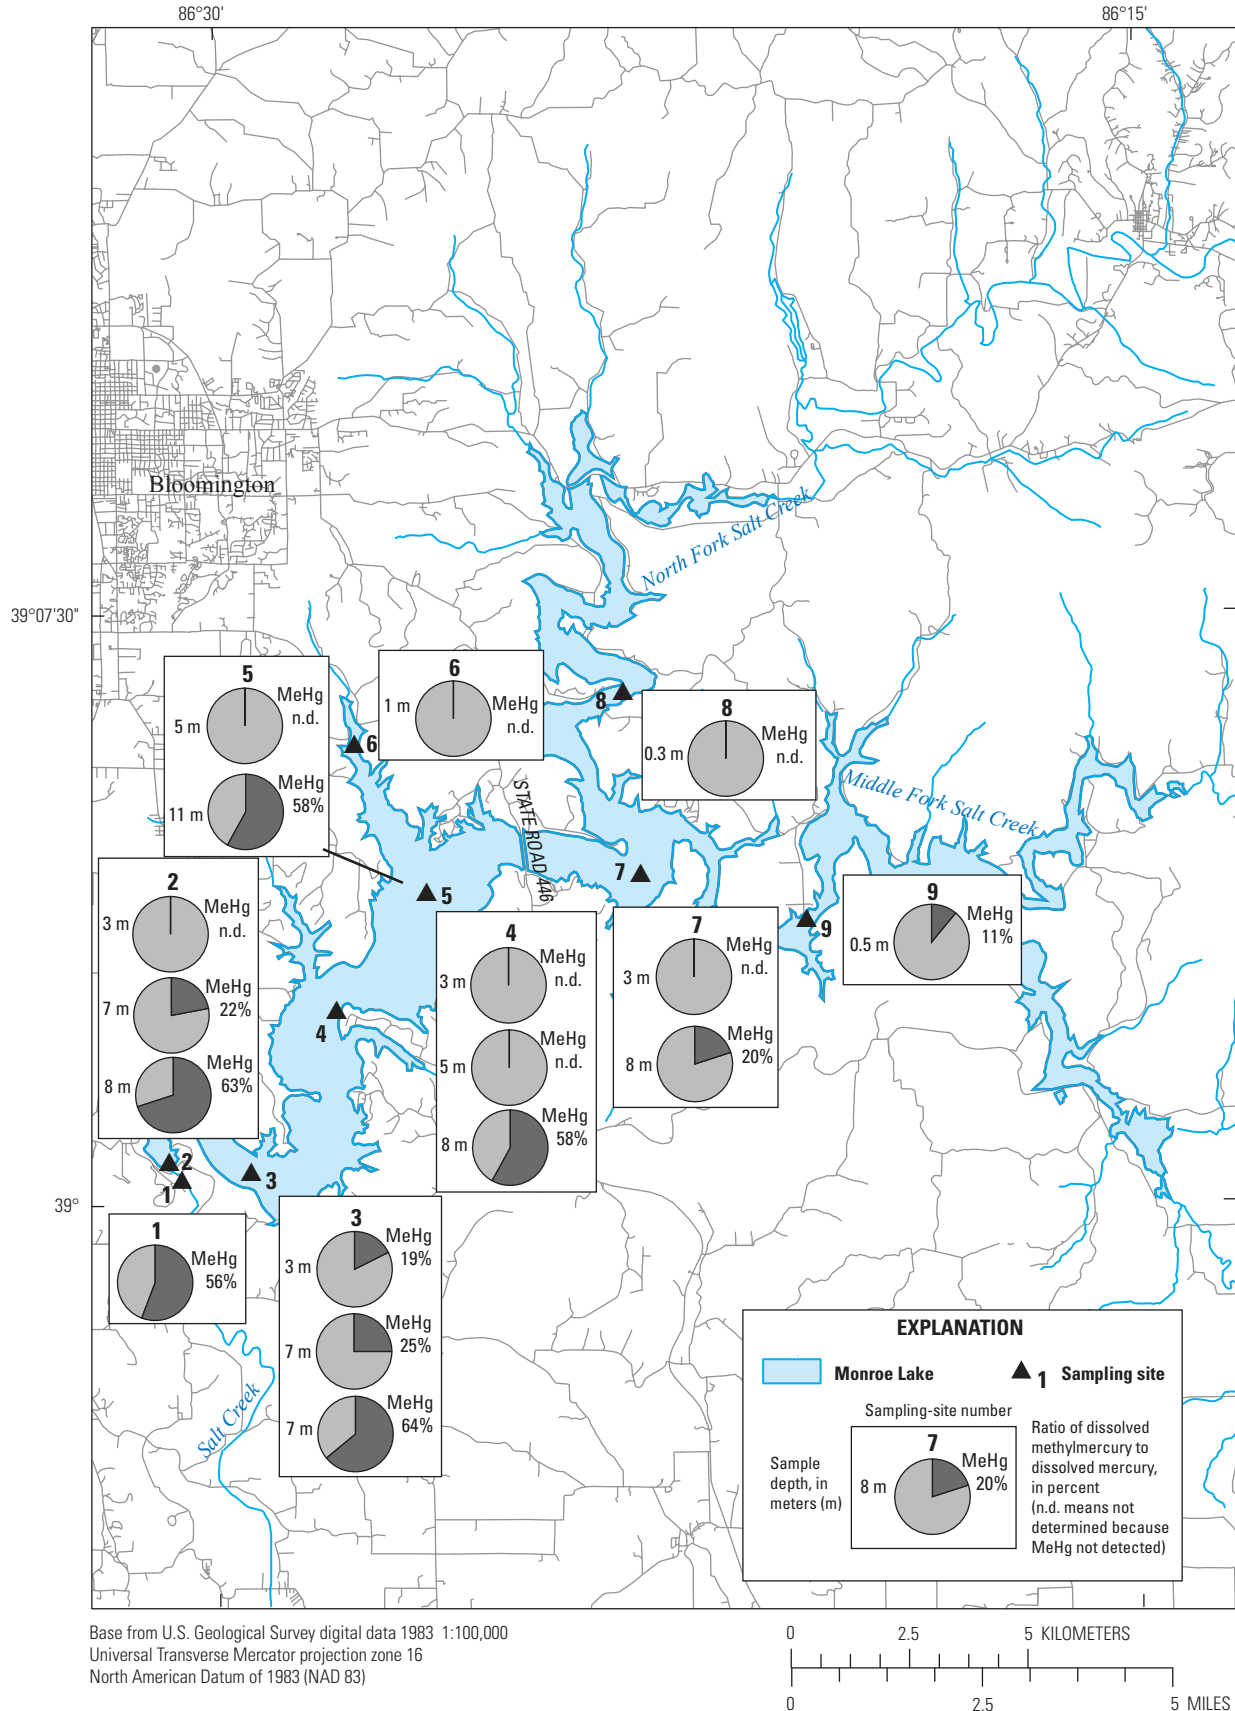 86°30'
86°15'
Bloomington
North Fork Salt Creek
39°07'30"
5
5 m
MeHg
n.d.
11 m
MeHg
58%
6
1 m
MeHg
n.d.
8
8
0.3 m
MeHg
n.d.
6
STATE ROAD 446
Middle Fork Salt Creek
2
3 m
MeHg
n.d.
7 m
MeHg
22%
8 m
MeHg
63%
5
7
4
3 m
MeHg
n.d.
5 m
MeHg
n.d.
8 m
MeHg
58%
7
3 m
MeHg
n.d.
8 m
MeHg
20%
9
9
0.5 m
MeHg
11%
4
2
1
3
39°
1
MeHg
56%
3
3 m
MeHg
19%
7 m
MeHg
25%
7 m
MeHg
64%
Salt Creek
EXPLANATION
Monroe Lake
1 Sampling site
Sampling-site number
Sample
depth, in
meters (m)
7
8 m
MeHg
20%
Ratio of dissolved
methylmercury to
dissolved mercury,
in percent
(n.d. means not
determined because
MeHg not detected)
Base from U.S. Geological Survey digital data 1983 1:100,000
Universal Transverse Mercator projection zone 16
North American Datum of 1983 (NAD 83)
0 2.5 5 KILOMETERS
0 2.5 5 MILES